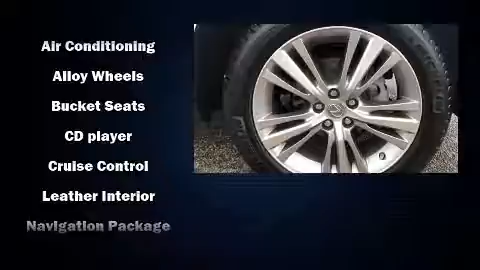 Air Conditioning
Alloy Wheels
Bucket Seats
CD player
Cruise Control
Leather Interior
Navigation Package